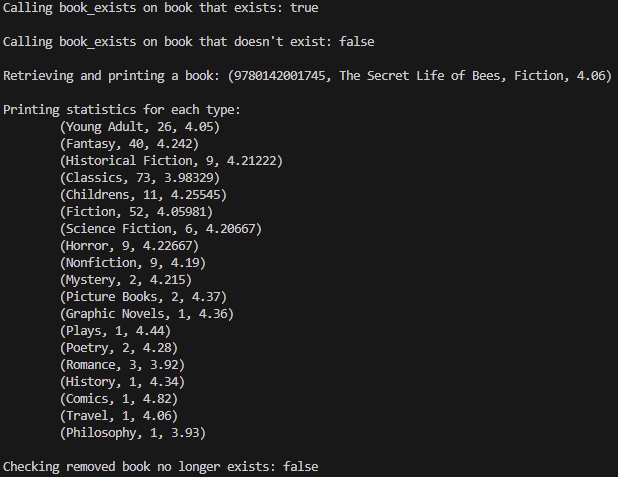 Calling book_exists on book that exists: true
Calling book_exists on book that doesn't exist: false
Retrieving and printing a book: (9780142001745, The Secret Life of Bees, Fiction, 4.06)
Printing statistics for each type:
(Young Adult, 26, 4.05)
(Fantasy, 40, 4.242)
(Historical Fiction, 9, 4.21222)
(Classics, 73, 3.98329)
(Childrens, 11, 4.25545)
(Fiction, 52, 4.05981)
(Science Fiction, 6, 4.20667)
(Horror, 9, 4.22667)
(Nonfiction, 9, 4.19)
(Mystery, 2, 4.215)
(Picture Books, 2, 4.37)
(Graphic Novels, 1, 4.36)
(Plays, 1, 4.44)
(Poetry, 2, 4.28)
(Romance, 3, 3.92)
(History, 1, 4.34)
(Comics, 1, 4.82)
(Travel, 1, 4.06)
(Philosophy, 1, 3.93)
Checking removed book no longer exists: false